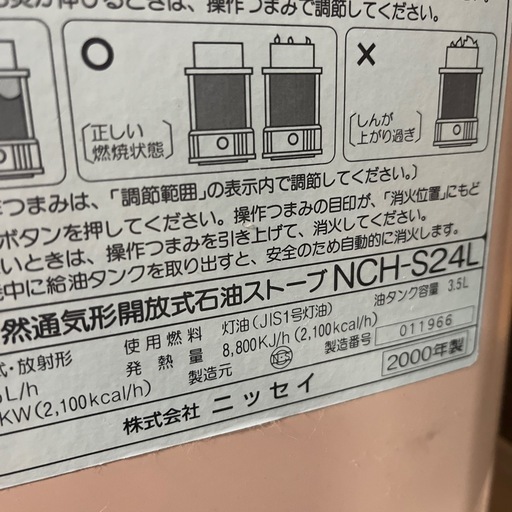 るときは、操作つまみで調節してください。
○
×
正しい
燃焼状態
しんが
上がり過ぎ
つまみは、「調節範囲」の表示内で調節してください。)
ボタンを押してください。操作つまみの目印が、「消火位置」にもど
いときは、操作つまみを引き上げて、消火してください。
中に給油タンクを取り出すと、安全のため自動的に消火します。
然通気形開放式石油ストーブ NCH-S24L
・放射形
使用燃料 灯油(JIS1号灯油) 油タンク容量 3.5L
L/h
発熱量 8,800KJ/h(2,100kcal/h) 製造番号 011966
KW(2,100kcal/h)
製造元 2000年製
株式会社 ニッセイ